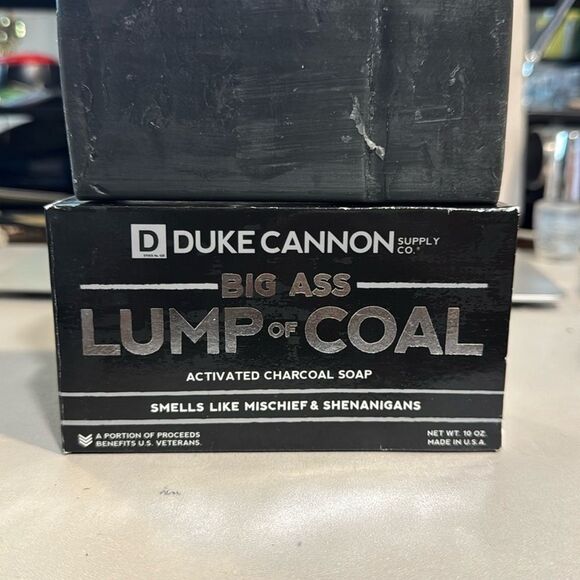 D DUKE CANNON SUPPLY CO.
BIG ASS
LUMP OF COAL
ACTIVATED CHARCOAL SOAP
SMELLS LIKE MISCHIEF & SHENANIGANS
A PORTION OF PROCEEDS
BENEFITS U.S. VETERANS.
NET WT. 10 OZ.
MADE IN U.S.A.